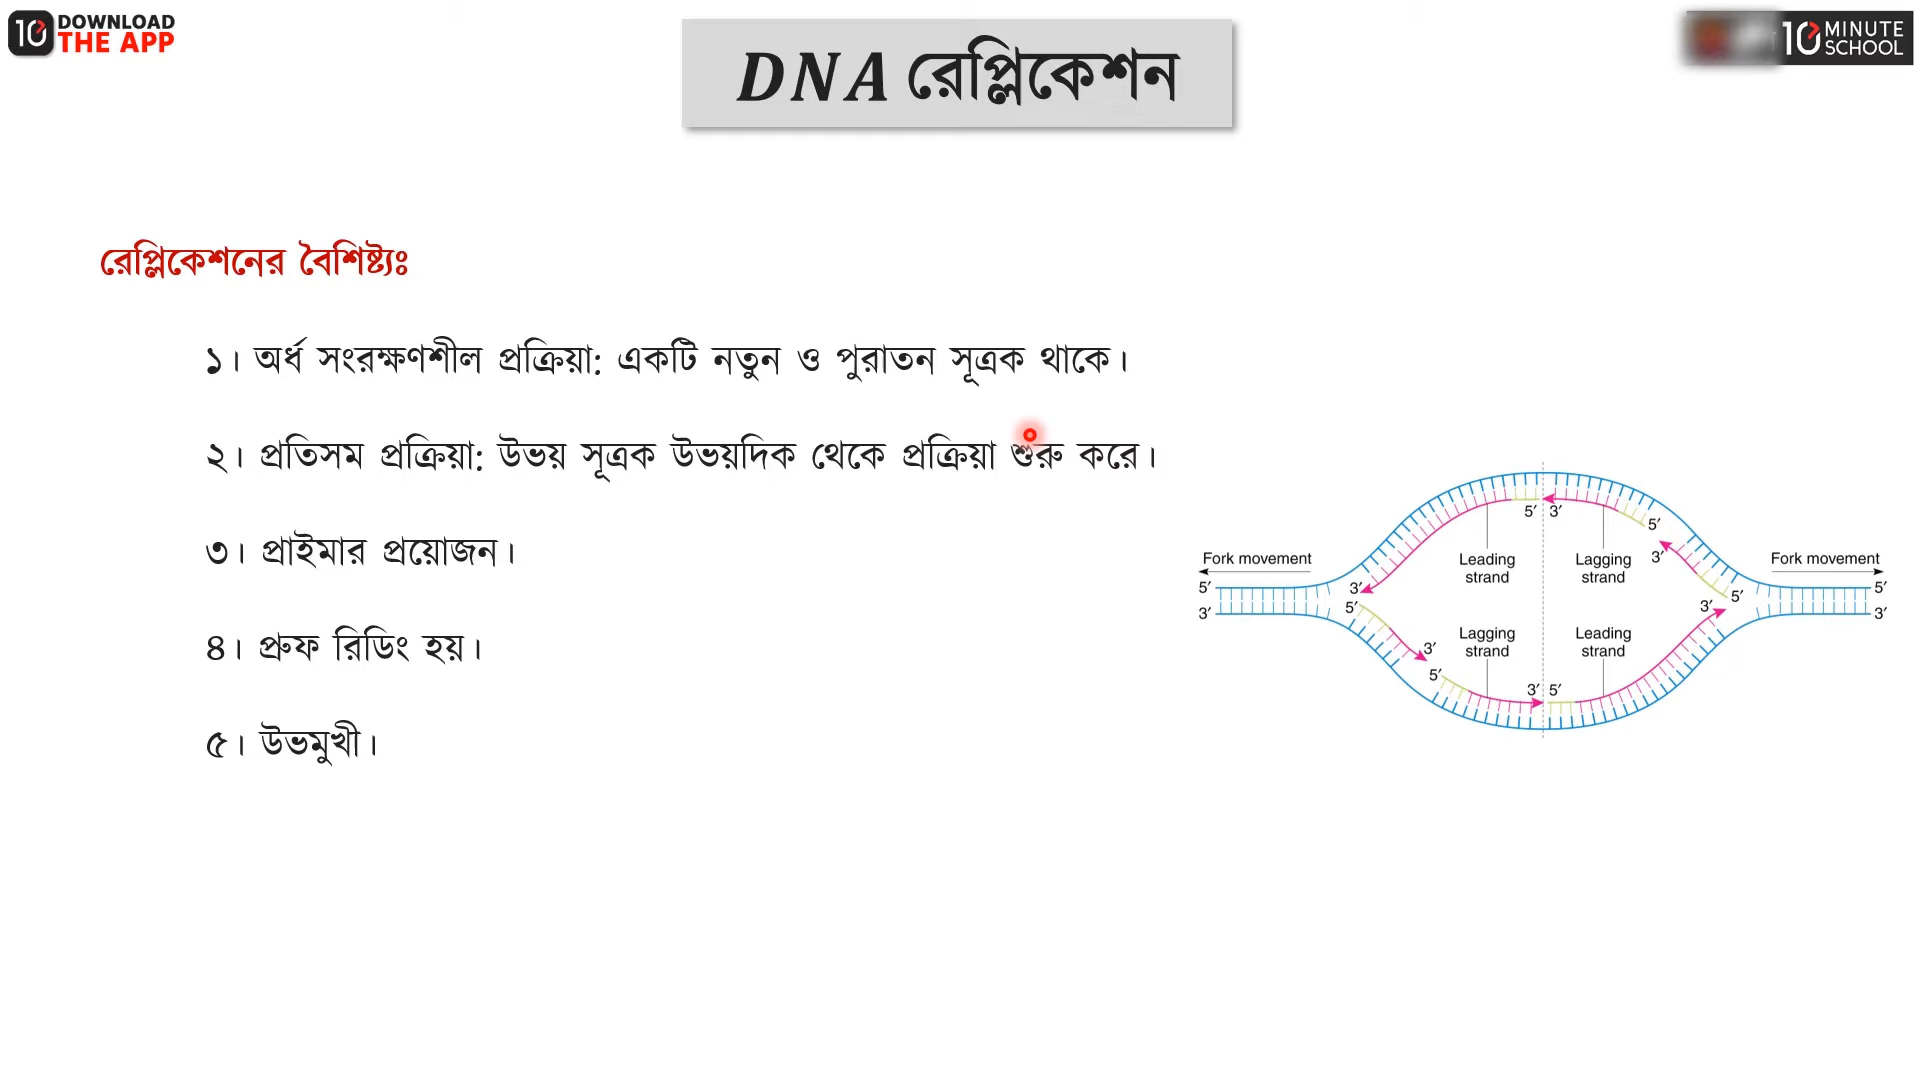 DOWNLOAD
THE APP
10 MINUTE
SCHOOL
DNA রেপ্লিকেশন
রেপ্লিকেশনের বৈশিষ্ট্যঃ
১। অর্ধ সংরক্ষণশীল প্রক্রিয়া: একটি নতুন ও পুরাতন সূত্রক থাকে।
২। প্রতিসম প্রক্রিয়া: উভয় সূত্রক উভয়দিক থেকে প্রক্রিয়া শুরু করে।
৩। প্রাইমার প্রয়োজন।
৪। প্রুফ রিডিং হয়।
৫। উভমুখী।
5′ 3′ 5′
Fork movement Leading strand Lagging strand 3′ Fork movement
5′ 3′ 5′ 5′
3′ 5′ 3′ 3′
Lagging strand Leading strand
3′
5′
3′ 5′